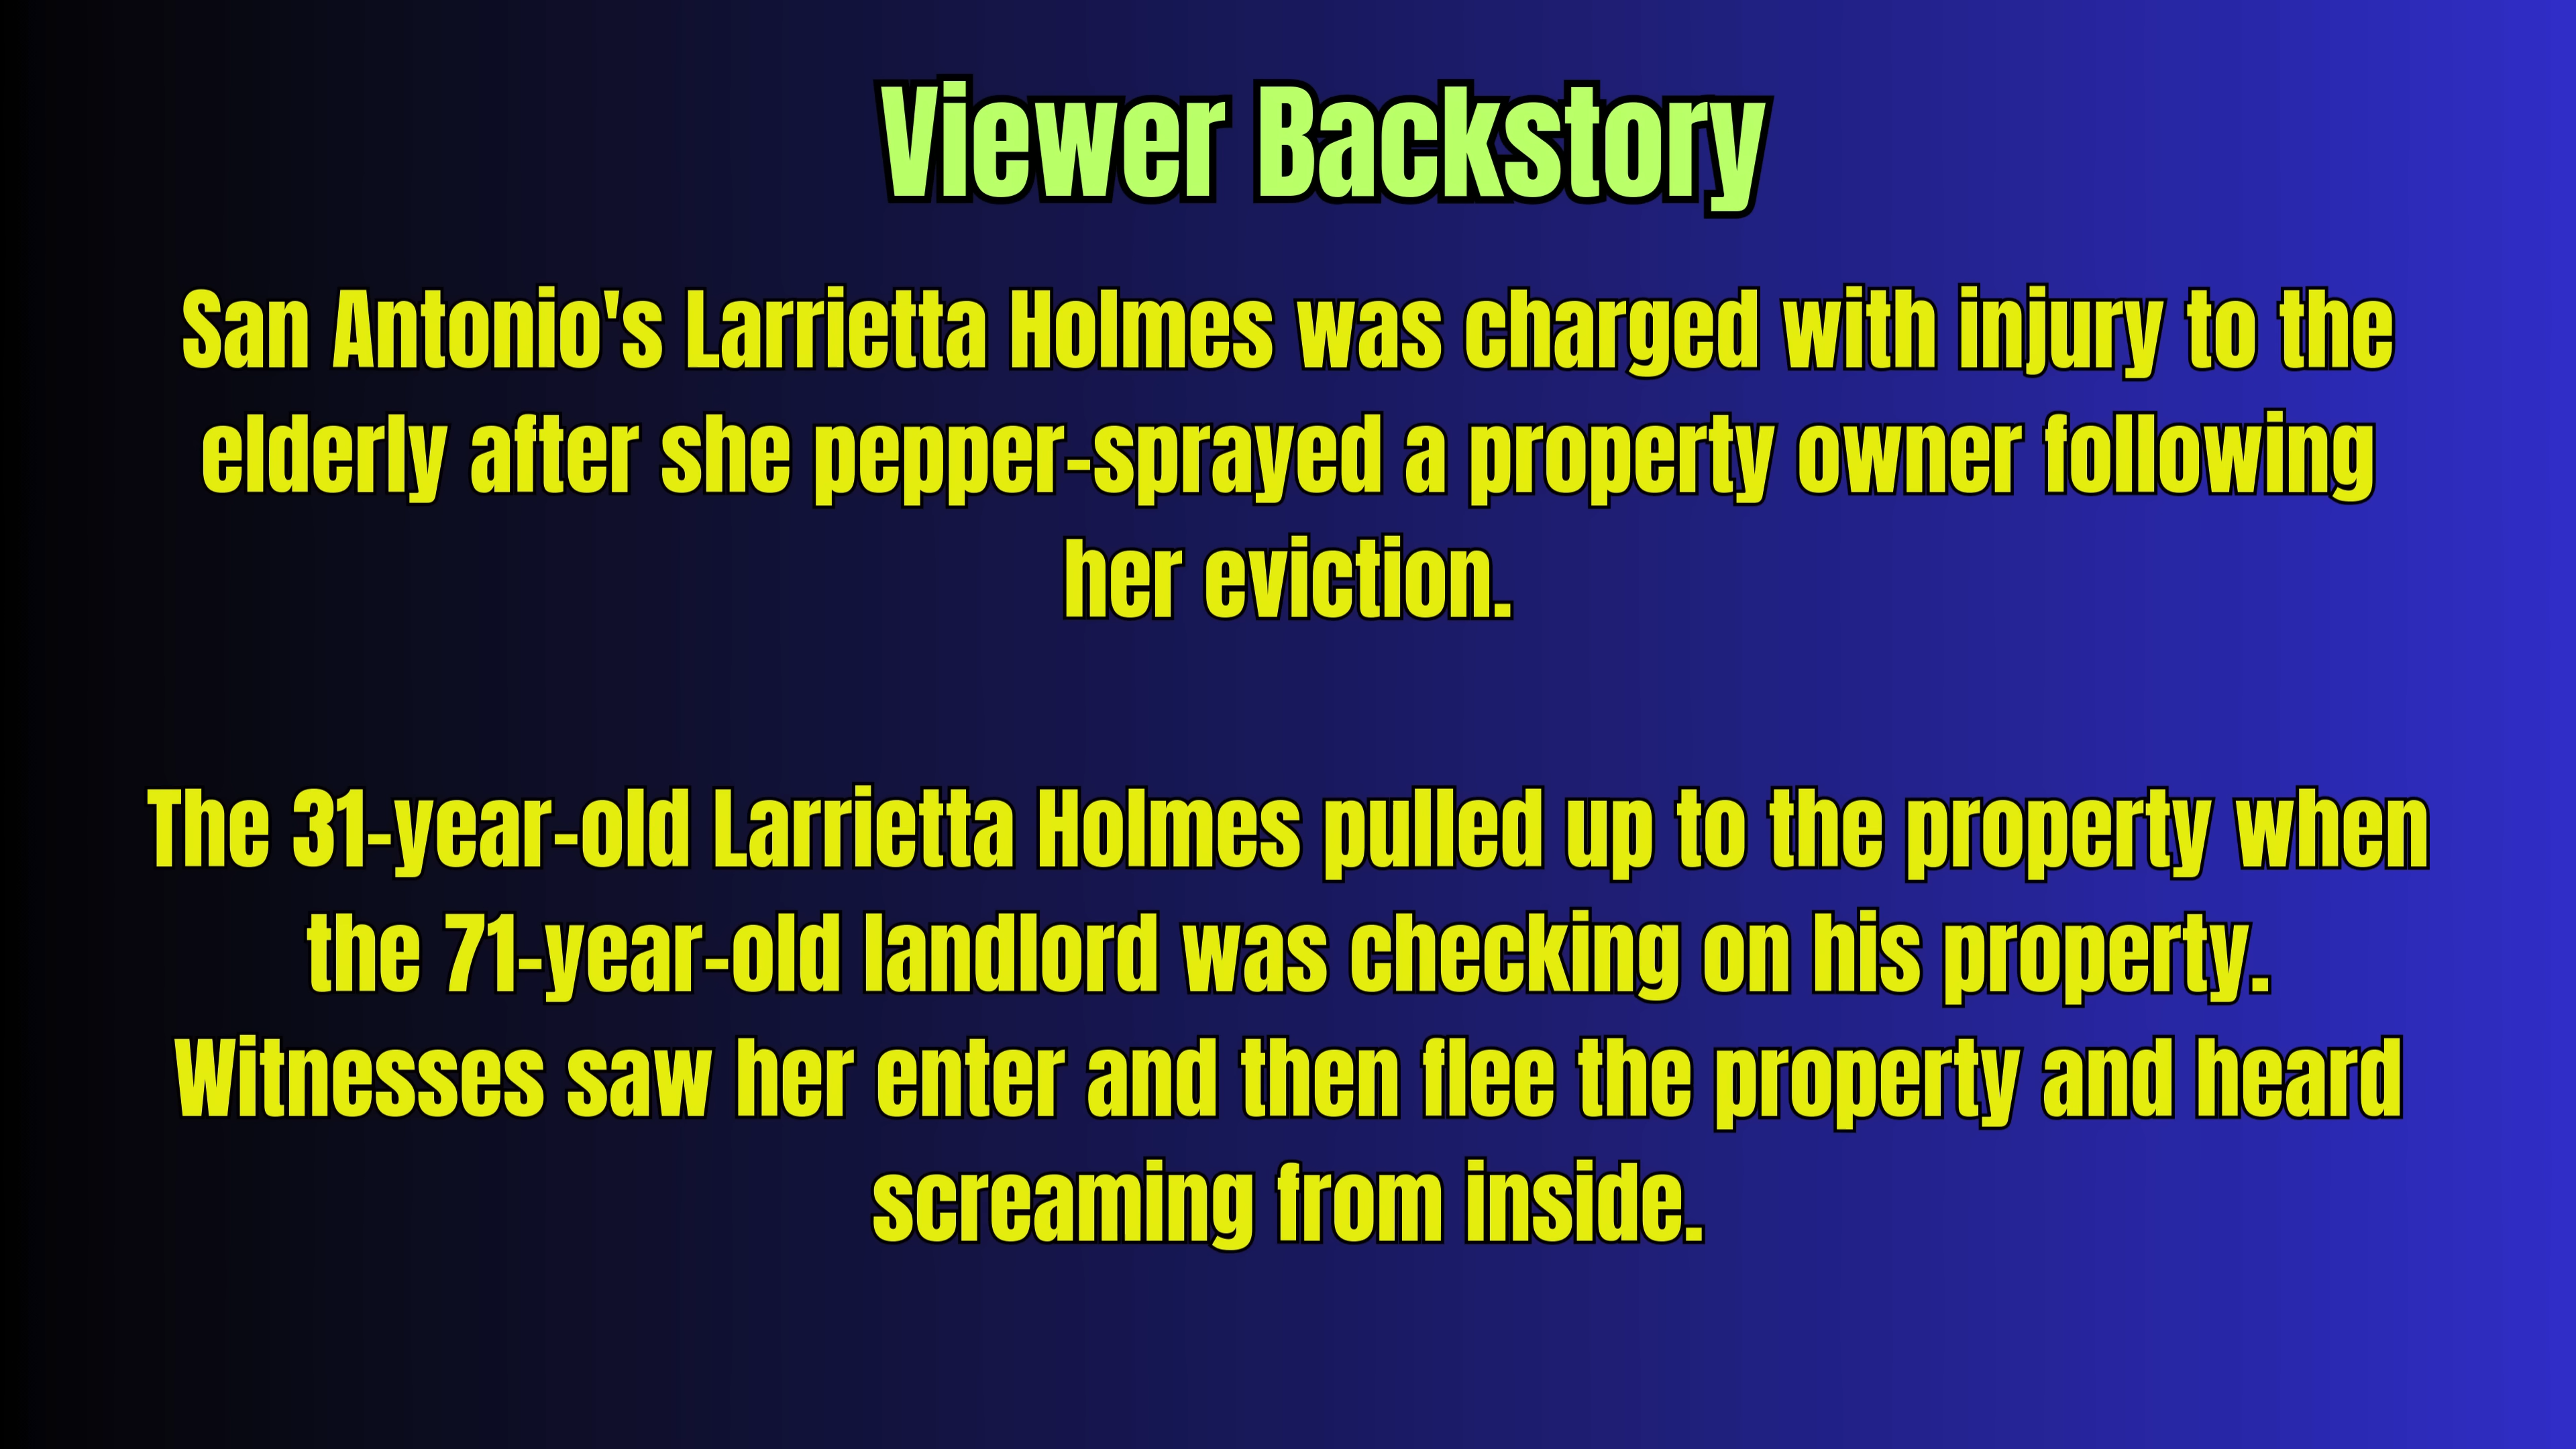 Viewer Backstory
San Antonio's Larrietta Holmes was charged with injury to the
elderly after she pepper-sprayed a property owner following
her eviction.
The 31-year-old Larrietta Holmes pulled up to the property when
the 71-year-old landlord was checking on his property.
Witnesses saw her enter and then flee the property and heard
screaming from inside.